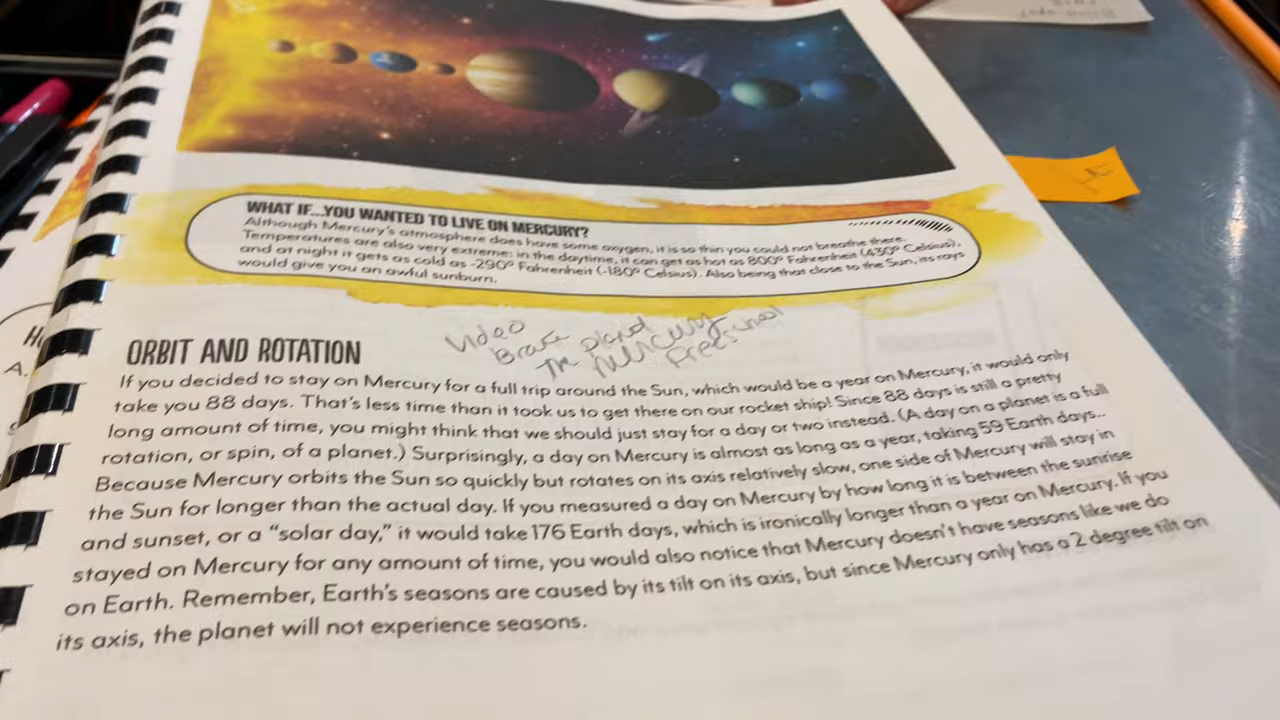 WHAT IF...YOU WANTED TO LIVE ON MERCURY?
Although Mercury's atmosphere does have some oxygen, it is so thin you could not breathe there.
Temperatures are also very extreme: in the daytime, it can get as hot as 800° Fahrenheit (430° Celsius),
and at night it gets as cold as -290° Fahrenheit (-180° Celsius). Also being that close to the Sun, its rays
would give you an awful sunburn.
Video
The planet
Mercury
ORBIT AND ROTATION
If you decided to stay on Mercury for a full trip around the Sun, which would be a year on Mercury, it would only
take you 88 days. That's less time than it took us to get there on our rocket ship! Since 88 days is still a pretty
long amount of time, you might think that we should just stay for a day or two instead. (A day on a planet is a full
rotation, or spin, of a planet.) Surprisingly, a day on Mercury is almost as long as a year, taking 59 Earth days..
Because Mercury orbits the Sun so quickly but rotates on its axis relatively slow, one side of Mercury will stay in
the Sun for longer than the actual day. If you measured a day on Mercury by how long it is between the sunrise
and sunset, or a "solar day," it would take 176 Earth days, which is ironically longer than a year on Mercury. If you
stayed on Mercury for any amount of time, you would also notice that Mercury doesn't have seasons like we do
on Earth. Remember, Earth's seasons are caused by its tilt on its axis, but since Mercury only has a 2 degree tilt on
its axis, the planet will not experience seasons.
A.